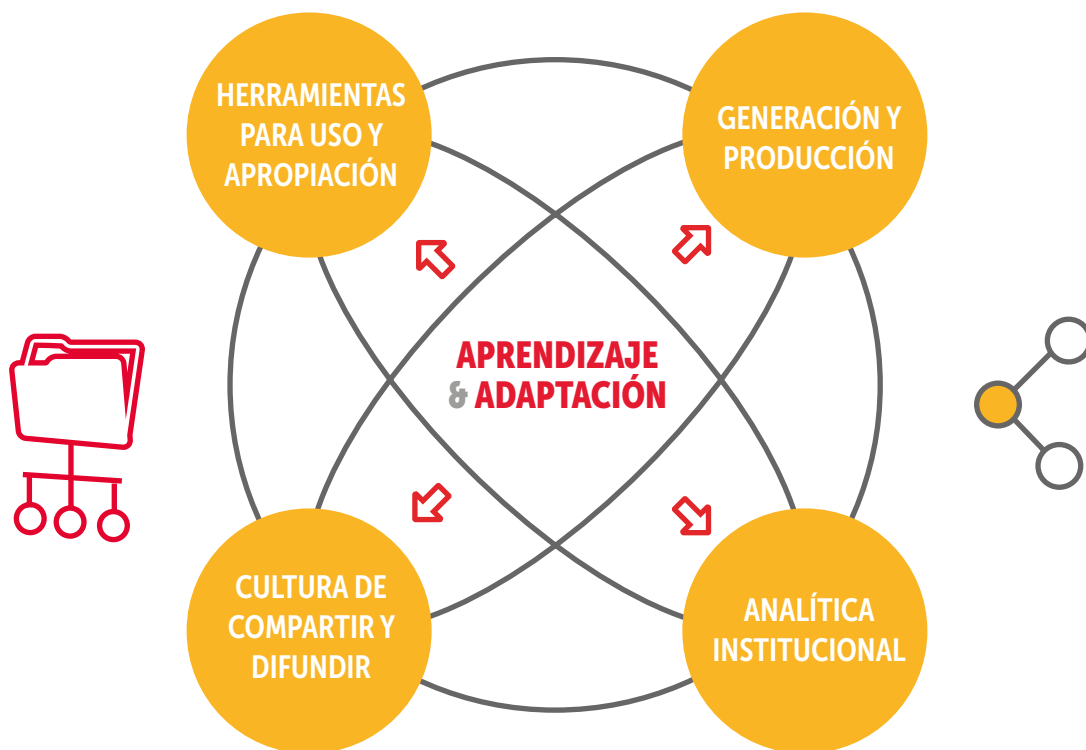 HERRAMIENTAS
PARA USO Y
APROPIACIÓN
GENERACIÓN Y
PRODUCCIÓN
APRENDIZAJE
& ADAPTACIÓN
CULTURA DE
COMPARTIR Y
DIFUNDIR
ANALÍTICA
INSTITUCIONAL